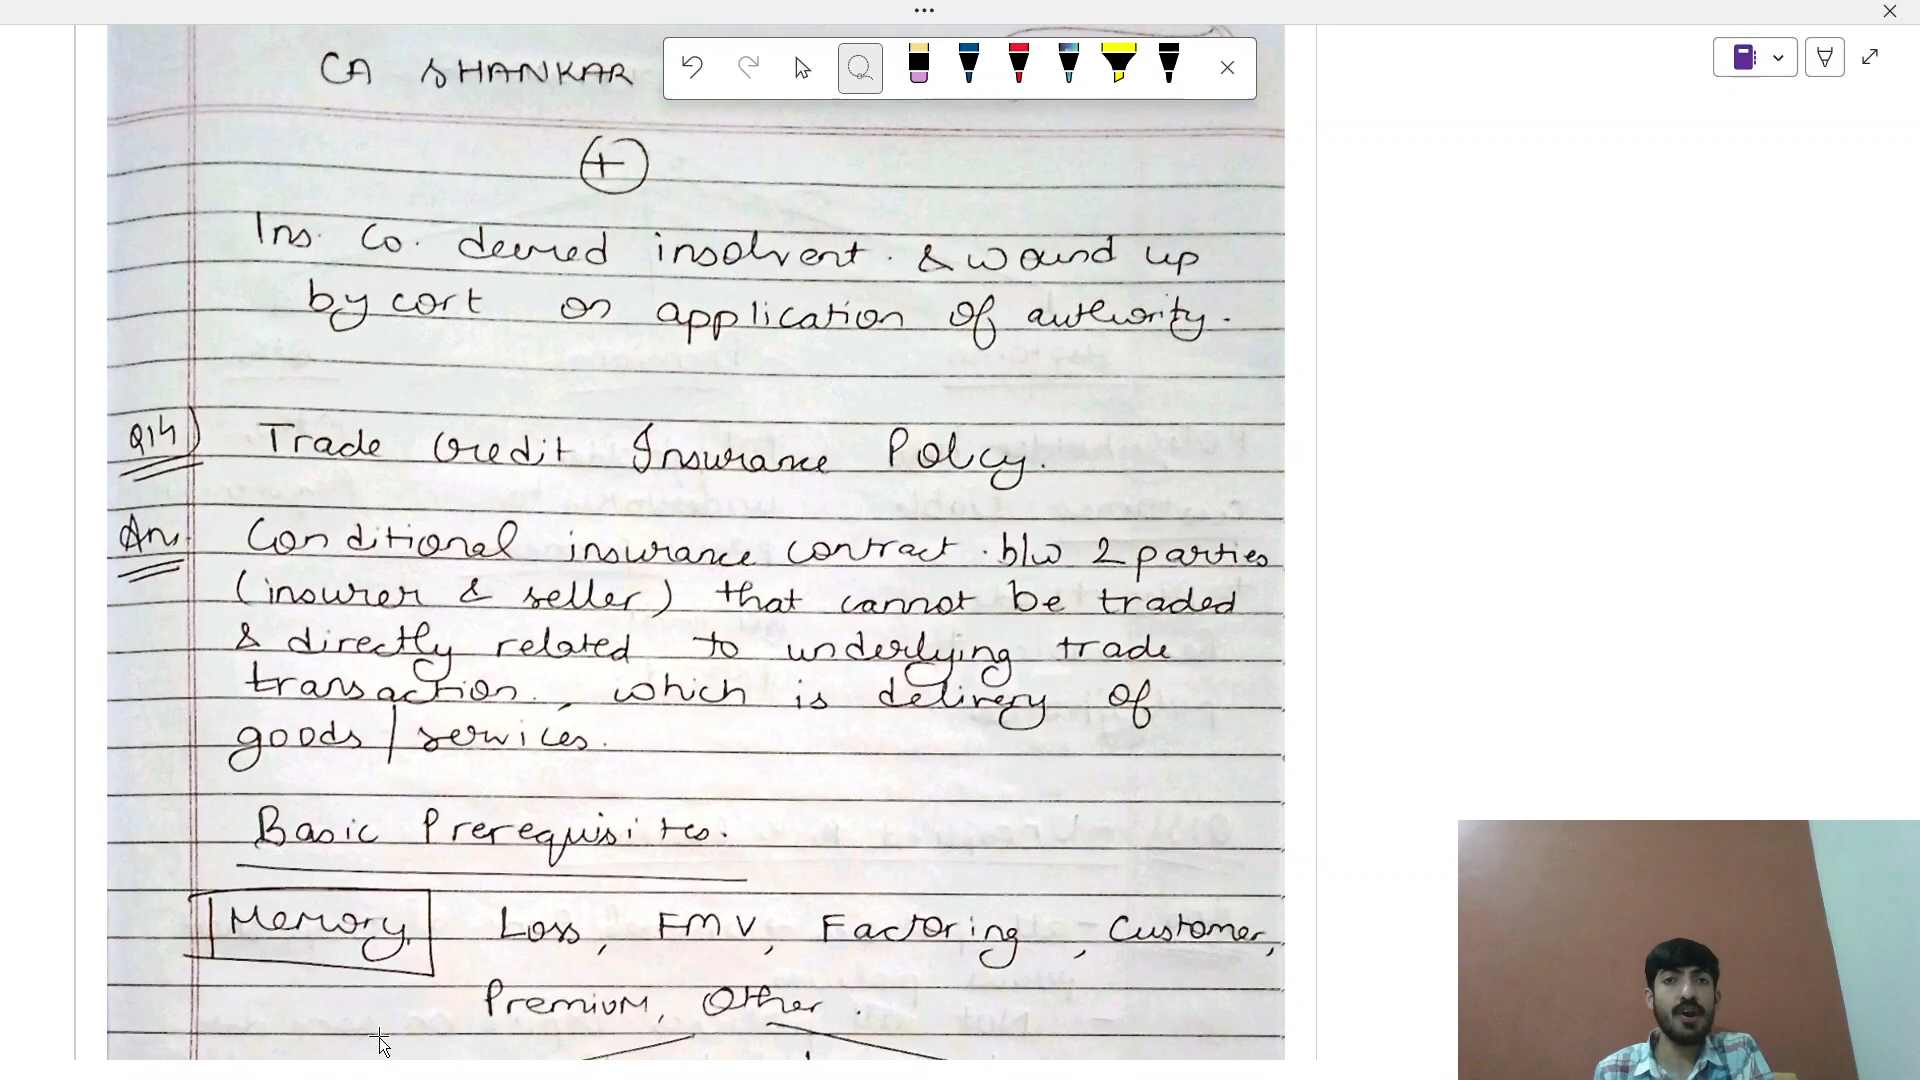 CA SHANKAR
+
Ins. Co. deemed insolvent. & wound up
by cort on application of authority.
Q14) Trade Credit Insurance Polcy.
Ans. Conditional insurance contract b/w 2 parties
(insurer & seller) that cannot be traded
& directly related to underlying trade
transaction, which is delivery of
goods/services.
Basic Prerequisites.
Memory. Loss, FMV, Factoring, Customer,
Premium, Other.